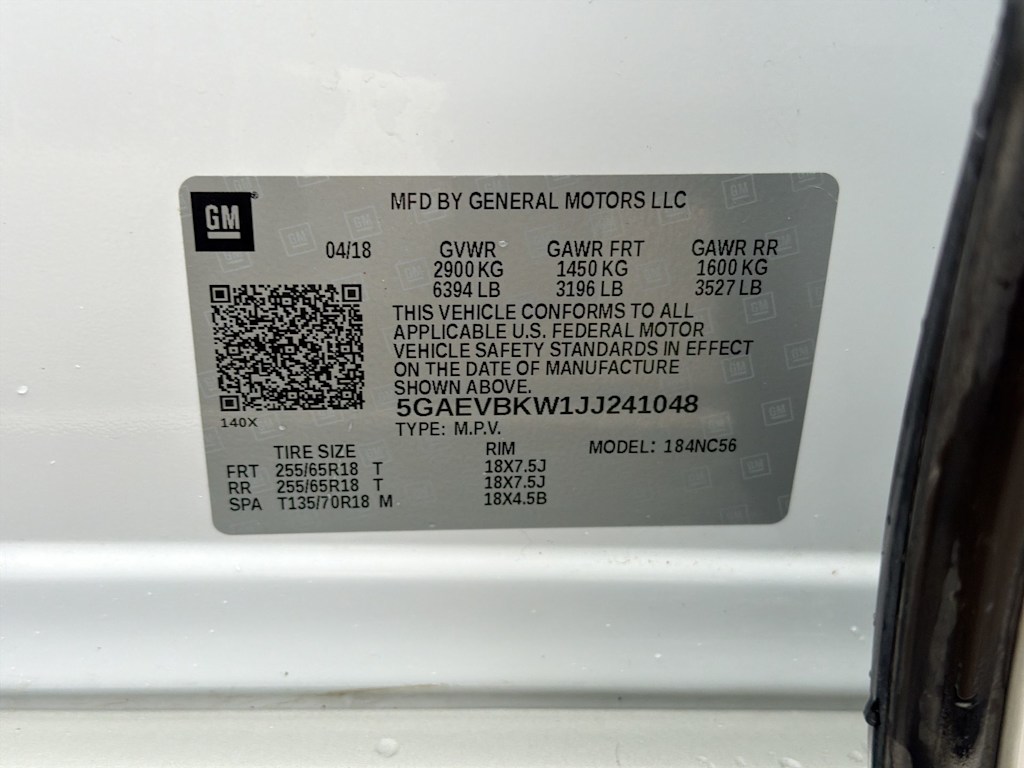 GM
MFD BY GENERAL MOTORS LLC
04/18 GVWR GAWR FRT GAWR RR
2900 KG 1450 KG 1600 KG
6394 LB 3196 LB 3527 LB
THIS VEHICLE CONFORMS TO ALL
APPLICABLE U.S. FEDERAL MOTOR
VEHICLE SAFETY STANDARDS IN EFFECT
ON THE DATE OF MANUFACTURE
SHOWN ABOVE.
5GAEVBKW1JJ241048
140X
TYPE: M.P.V.
TIRE SIZE RIM MODEL: 184NC56
FRT 255/65R18 T 18X7.5J
RR 255/65R18 T 18X7.5J
SPA T135/70R18 M 18X4.5B